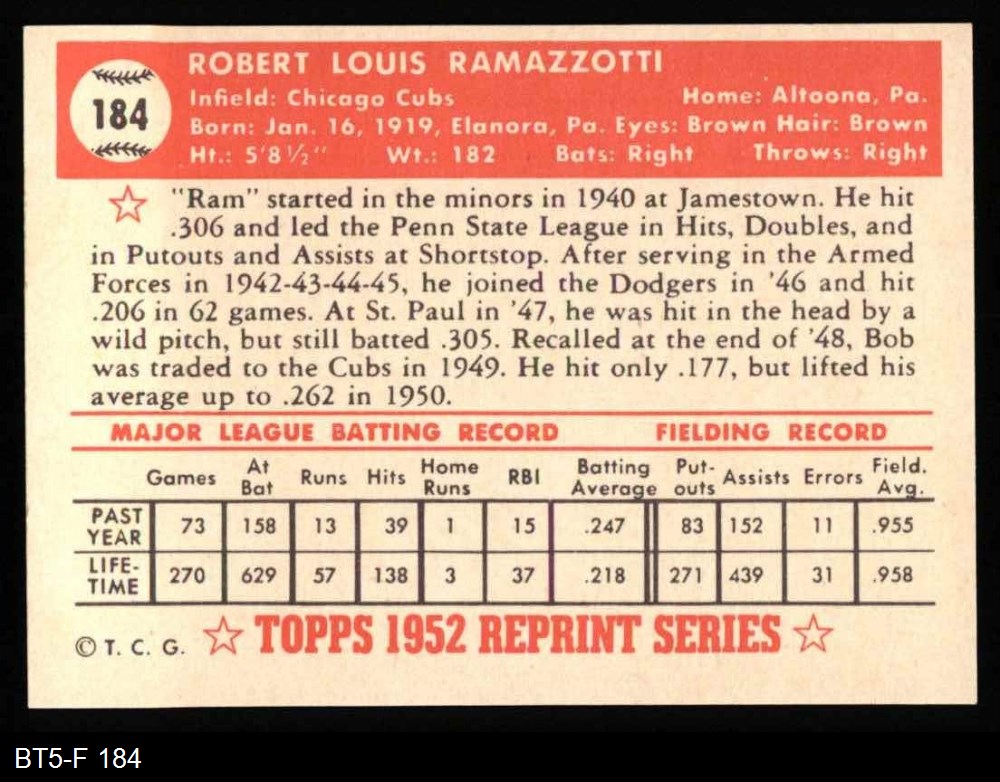 184
ROBERT LOUIS RAMAZZOTTI
Infield: Chicago Cubs Home: Altoona, Pa.
Born: Jan. 16, 1919, Elanora, Pa. Eyes: Brown Hair: Brown
Ht.: 5'8½" Wt.: 182 Bats: Right Throws: Right
"Ram" started in the minors in 1940 at Jamestown. He hit
.306 and led the Penn State League in Hits, Doubles, and
in Putouts and Assists at Shortstop. After serving in the Armed
Forces in 1942-43-44-45, he joined the Dodgers in '46 and hit
.206 in 62 games. At St. Paul in '47, he was hit in the head by a
wild pitch, but still batted .305. Recalled at the end of '48, Bob
was traded to the Cubs in 1949. He hit only .177, but lifted his
average up to .262 in 1950.
MAJOR LEAGUE BATTING RECORD FIELDING RECORD
Games At Bat Runs Hits Home Runs RBI Batting Average Put-outs Assists Errors Field. Avg.
PAST YEAR 73 158 13 39 1 15 .247 83 152 11 .955
LIFE-TIME 270 629 57 138 3 37 .218 271 439 31 .958
© T. C. G. TOPPS 1952 REPRINT SERIES
BT5-F 184